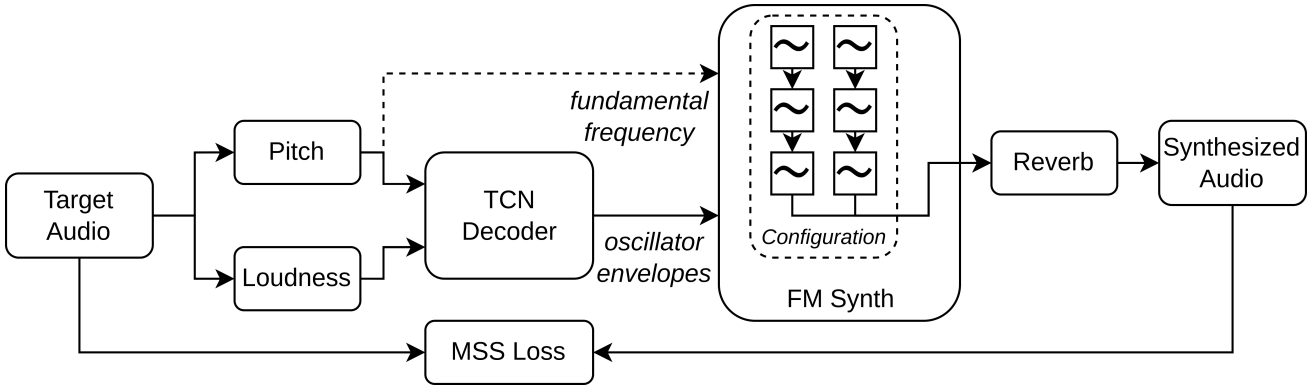 Target
Audio
Pitch
Loudness
TCN
Decoder
fundamental
frequency
oscillator
envelopes
Configuration
FM Synth
Reverb
Synthesized
Audio
MSS Loss